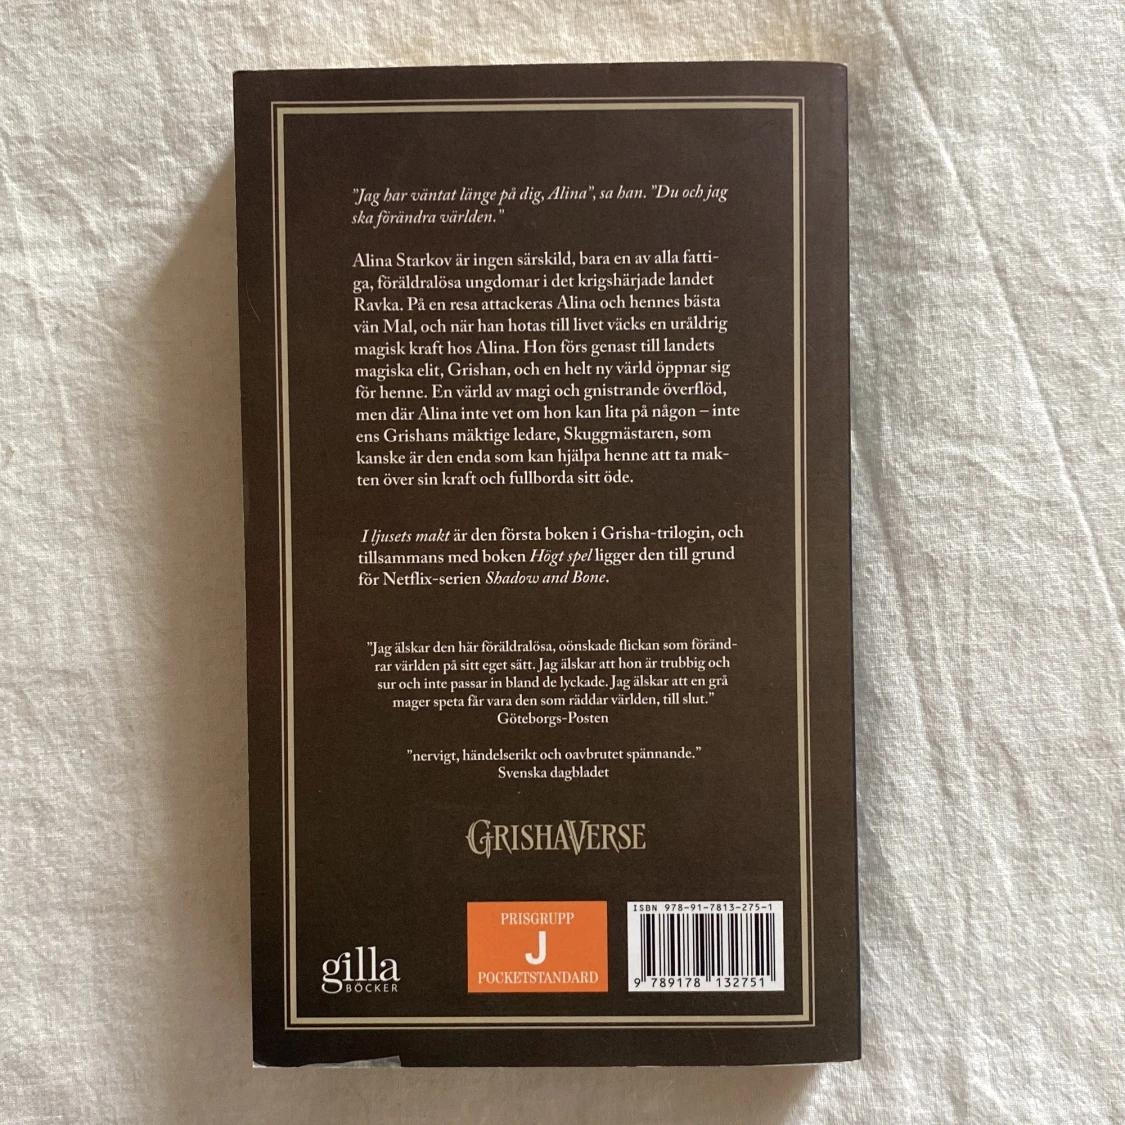 ”Jag har väntat länge på dig, Alina”, sa han. ”Du och jag
ska förändra världen.”
Alina Starkov är ingen särskild, bara en av alla fatti-
ga, föräldralösa ungdomar i det krigshärjade landet
Ravka. På en resa attackeras Alina och hennes bästa
vän Mal, och när han hotas till livet väcks en uråldrig
magisk kraft hos Alina. Hon förs genast till landets
magiska elit, Grishan, och en helt ny värld öppnar sig
för henne. En värld av magi och gnistrande överflöd,
men där Alina inte vet om hon kan lita på någon – inte
ens Grishans mäktige ledare, Skuggmästaren, som
kanske är den enda som kan hjälpa henne att ta mak-
ten över sin kraft och fullborda sitt öde.
I ljusets makt är den första boken i Grisha-trilogin, och
tillsammans med boken Högt spel ligger den till grund
för Netflix-serien Shadow and Bone.
”Jag älskar den här föräldralösa, oönskade flickan som föränd-
rar världen på sitt eget sätt. Jag älskar att hon är trubbig och
sur och inte passar in bland de lyckade. Jag älskar att en grå
mager speta får vara den som räddar världen, till slut.”
Göteborgs-Posten
”nervigt, händelserikt och oavbrutet spännande.”
Svenska dagbladet
GRISHAVERSE
gilla
BÖCKER
PRISGRUPP
J
POCKETSTANDARD
ISBN 978-91-7813-275-1
9 789178 132751